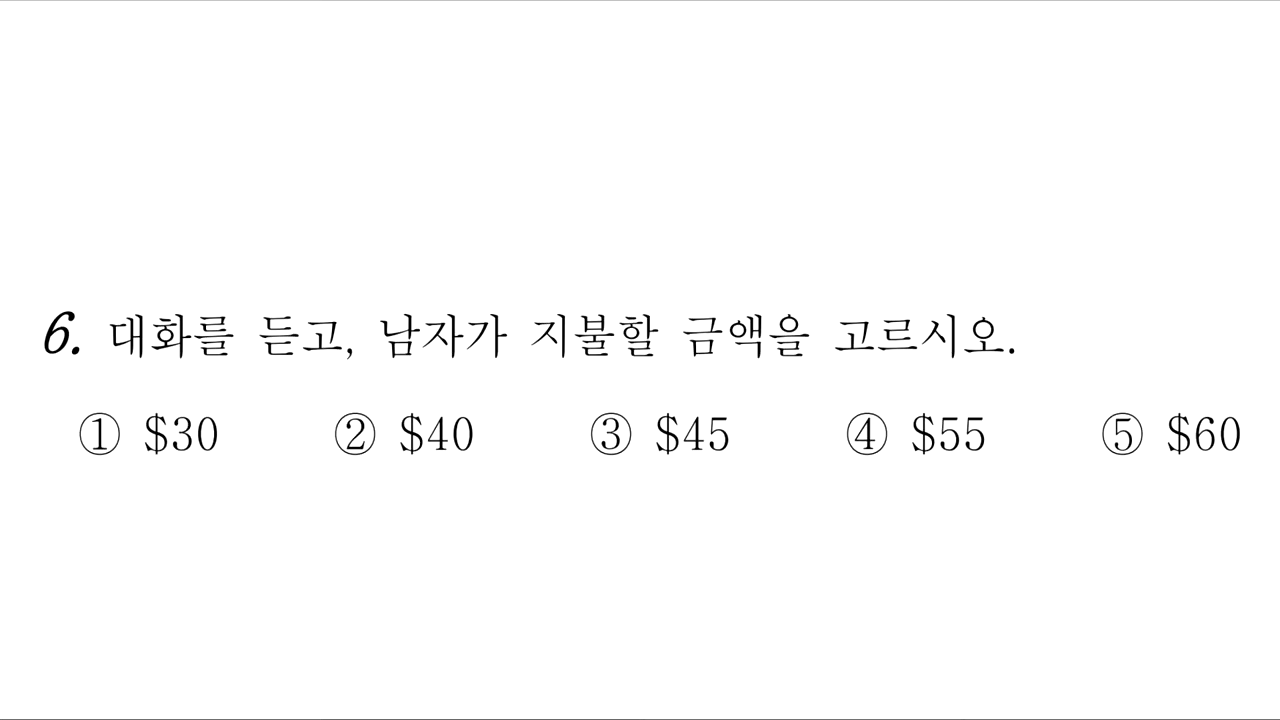 6. 대화를 듣고, 남자가 지불할 금액을 고르시오.
① $30 ② $40 ③ $45 ④ $55 ⑤ $60